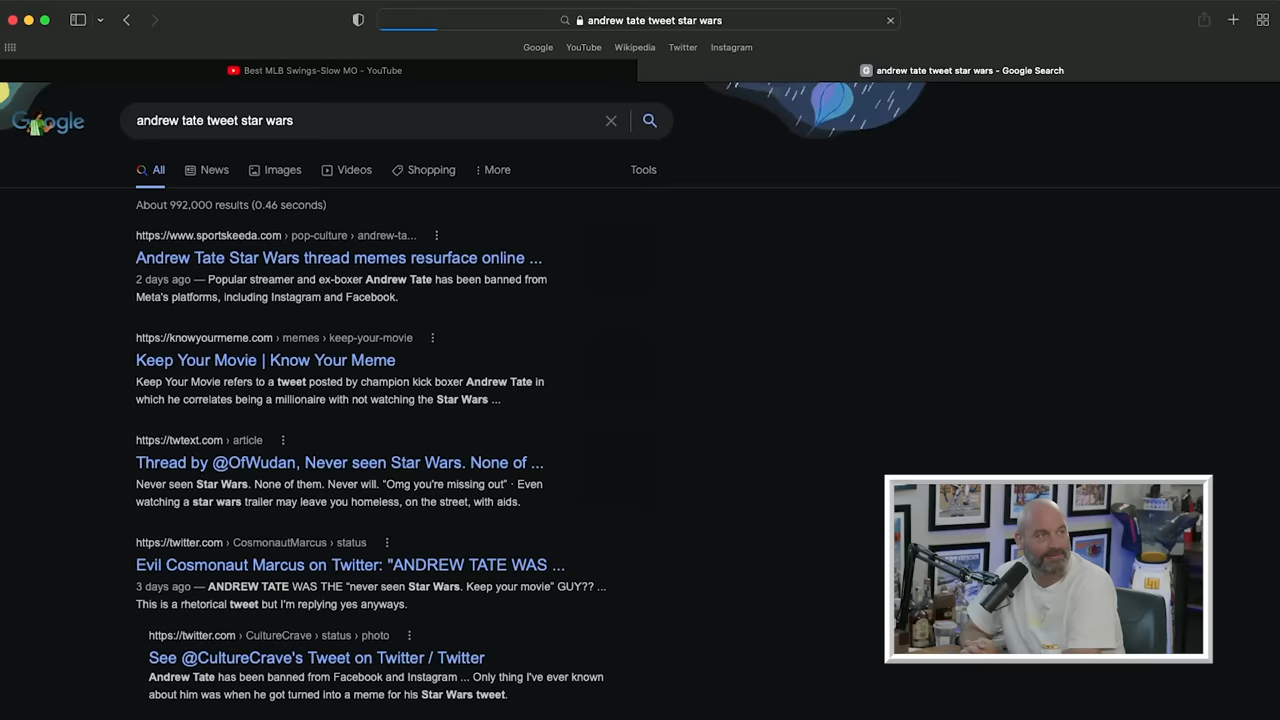 andrew tate tweet star wars
Google YouTube Wikipedia Twitter Instagram
Best MLB Swings-Slow MO - YouTube
G andrew tate tweet star wars - Google Search
Google
andrew tate tweet star wars
All News Images Videos Shopping More Tools
About 992,000 results (0.46 seconds)
https://www.sportskeeda.com › pop-culture › andrew-ta...
Andrew Tate Star Wars thread memes resurface online ...
2 days ago — Popular streamer and ex-boxer Andrew Tate has been banned from
Meta's platforms, including Instagram and Facebook.
https://knowyourmeme.com › memes › keep-your-movie
Keep Your Movie | Know Your Meme
Keep Your Movie refers to a tweet posted by champion kick boxer Andrew Tate in
which he correlates being a millionaire with not watching the Star Wars ...
https://twtext.com › article
Thread by @OfWudan, Never seen Star Wars. None of ...
Never seen Star Wars. None of them. Never will. “Omg you're missing out” · Even
watching a star wars trailer may leave you homeless, on the street, with aids.
https://twitter.com › CosmonautMarcus › status
Evil Cosmonaut Marcus on Twitter: "ANDREW TATE WAS ...
3 days ago — ANDREW TATE WAS THE “never seen Star Wars. Keep your movie” GUY?? ...
This is a rhetorical tweet but I'm replying yes anyways.
https://twitter.com › CultureCrave › status › photo
See @CultureCrave's Tweet on Twitter / Twitter
Andrew Tate has been banned from Facebook and Instagram ... Only thing I've ever known
about him was when he got turned into a meme for his Star Wars tweet.